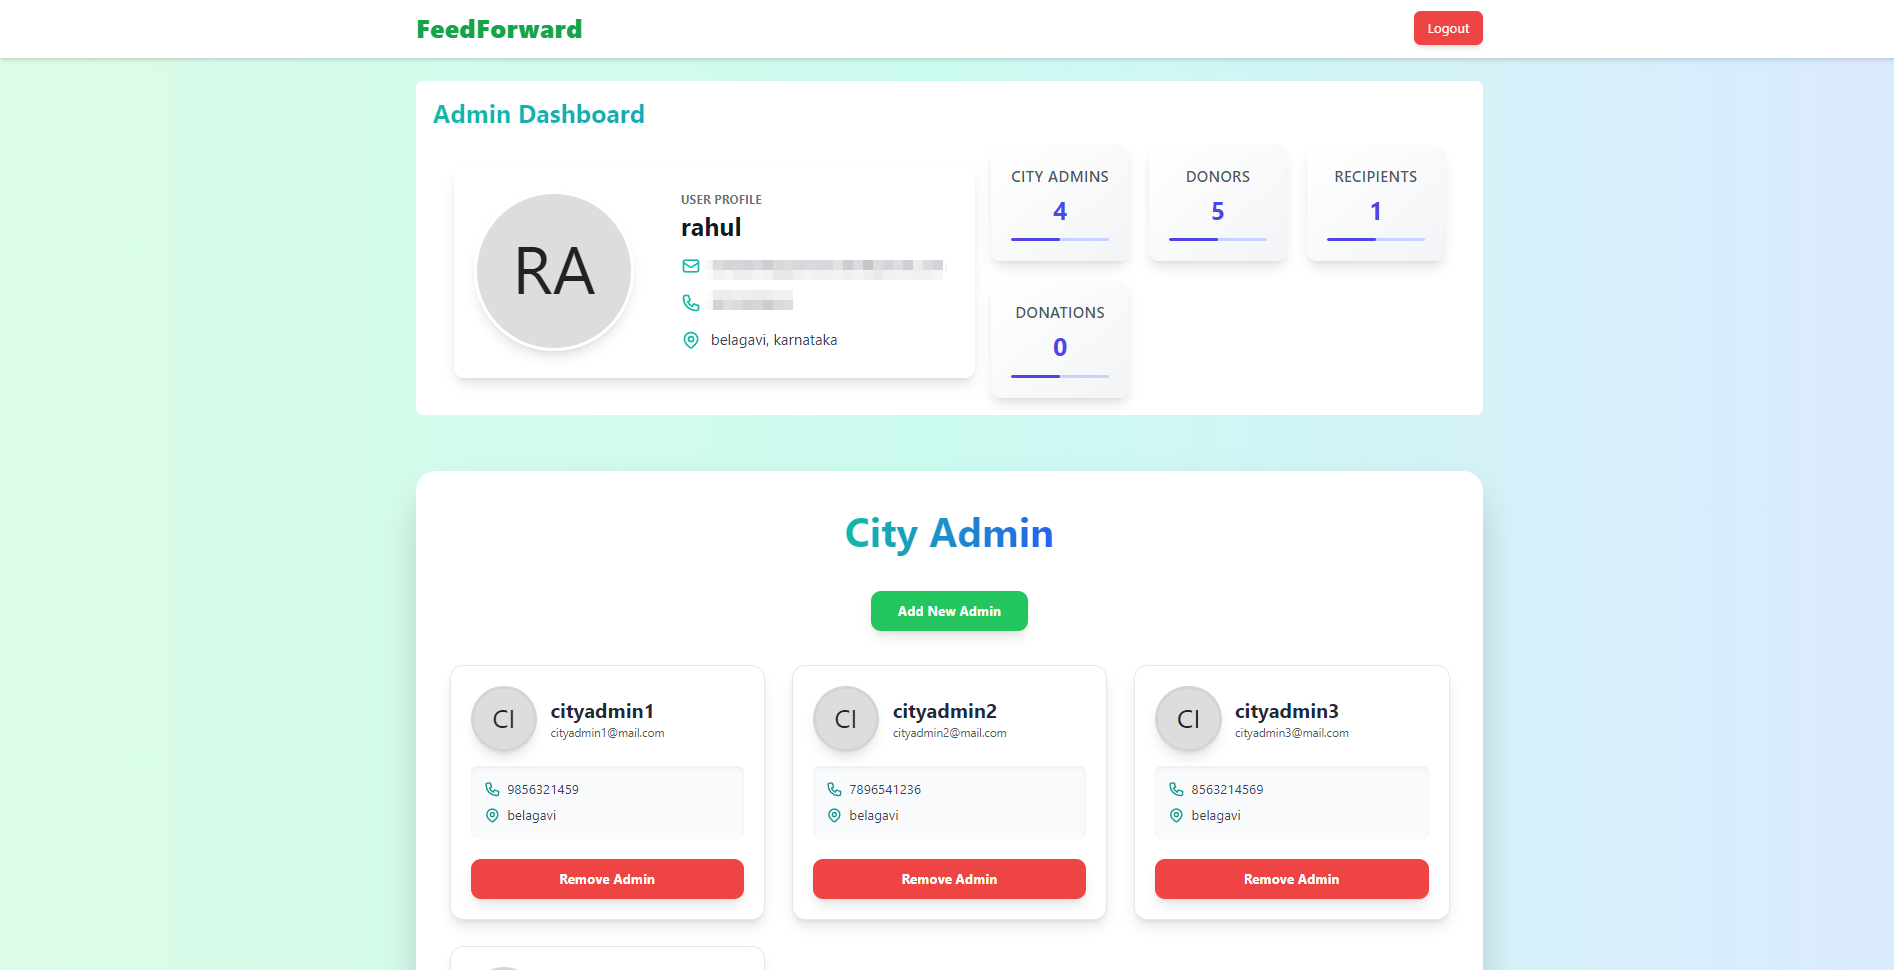 FeedForward
Logout
Admin Dashboard
RA
USER PROFILE
rahul
belagavi, karnataka
CITY ADMINS
4
DONORS
5
RECIPIENTS
1
DONATIONS
0
City Admin
Add New Admin
CI
cityadmin1
cityadmin1@mail.com
9856321459
belagavi
Remove Admin
CI
cityadmin2
cityadmin2@mail.com
7896541236
belagavi
Remove Admin
CI
cityadmin3
cityadmin3@mail.com
8563214569
belagavi
Remove Admin